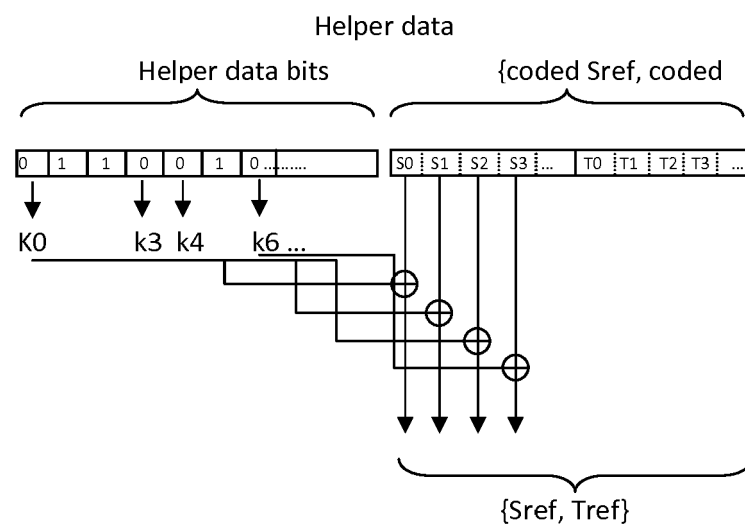 Helper data
Helper data bits {coded Sref, coded
0 1 1 0 0 1 0.......... S0 S1 S2 S3 ... T0 T1 T2 T3 ...
K0 k3 k4 k6 ...
{Sref, Tref}